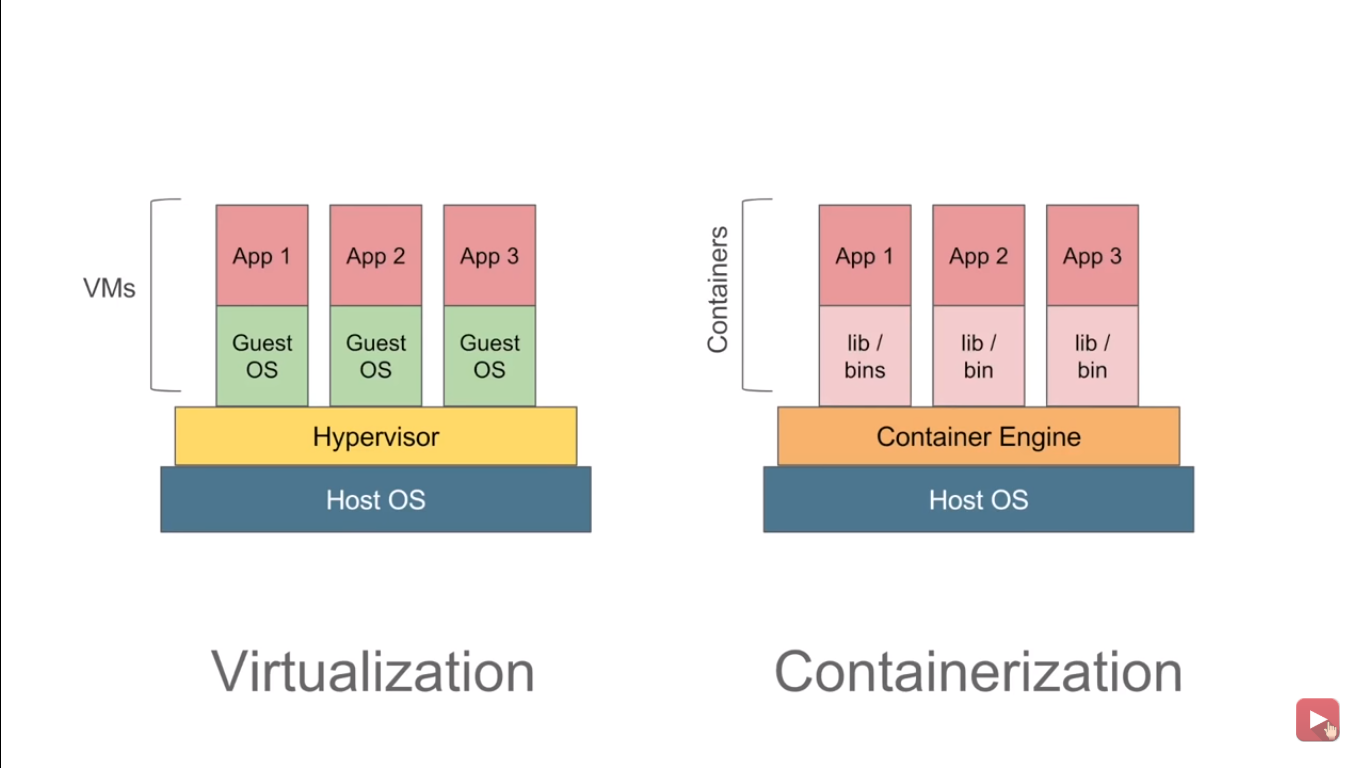 VMs
App 1
App 2
App 3
Guest
OS
Guest
OS
Guest
OS
Hypervisor
Host OS
Virtualization
Containers
App 1
App 2
App 3
lib /
bins
lib /
bin
lib /
bin
Container Engine
Host OS
Containerization